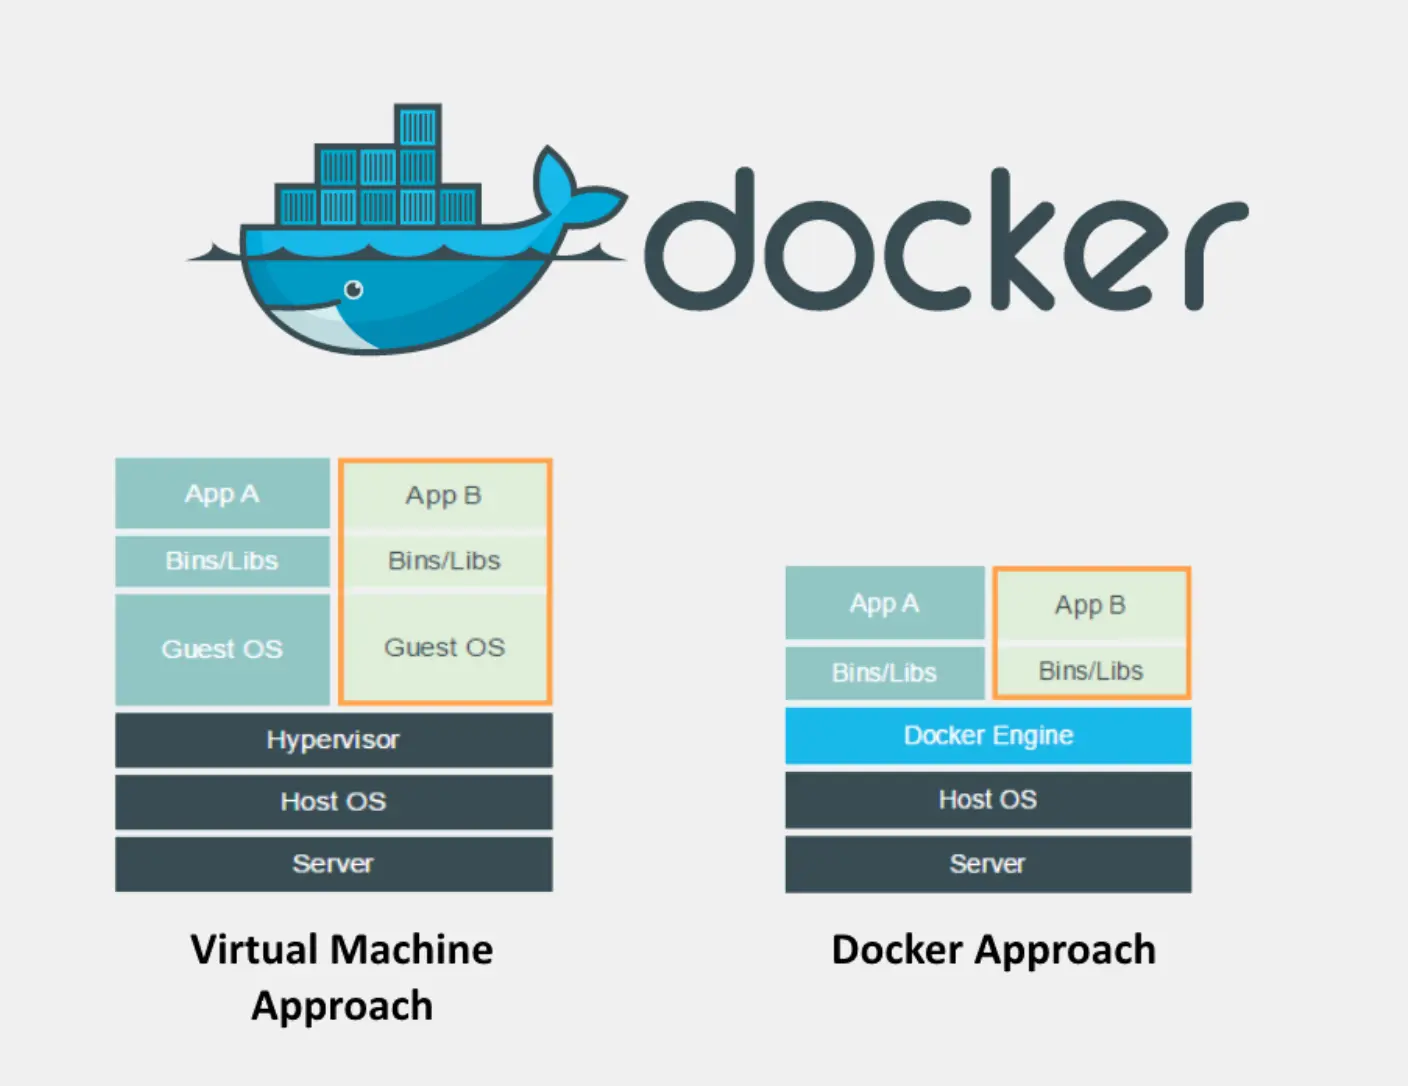 docker
App A
App B
Bins/Libs
Bins/Libs
Guest OS
Guest OS
Hypervisor
Host OS
Server
Virtual Machine
Approach
App A
App B
Bins/Libs
Bins/Libs
Docker Engine
Host OS
Server
Docker Approach